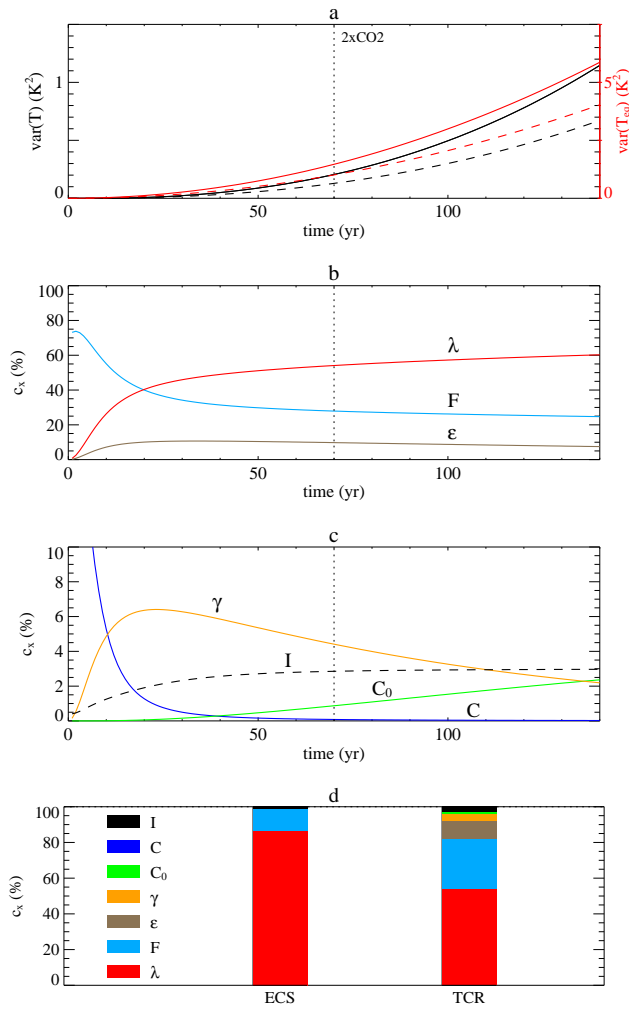 a
2xCO2
1
0
var(T) (K²)
5
0
var(T_eq) (K²)
0 50 100
time (yr)
b
100
80
60
40
20
0
c_x (%)
λ
F
ε
0 50 100
time (yr)
c
10
8
6
4
2
0
c_x (%)
γ
I
C₀
C
0 50 100
time (yr)
d
100
80
60
40
20
0
c_x (%)
I
C
C₀
γ
ε
F
λ
ECS TCR